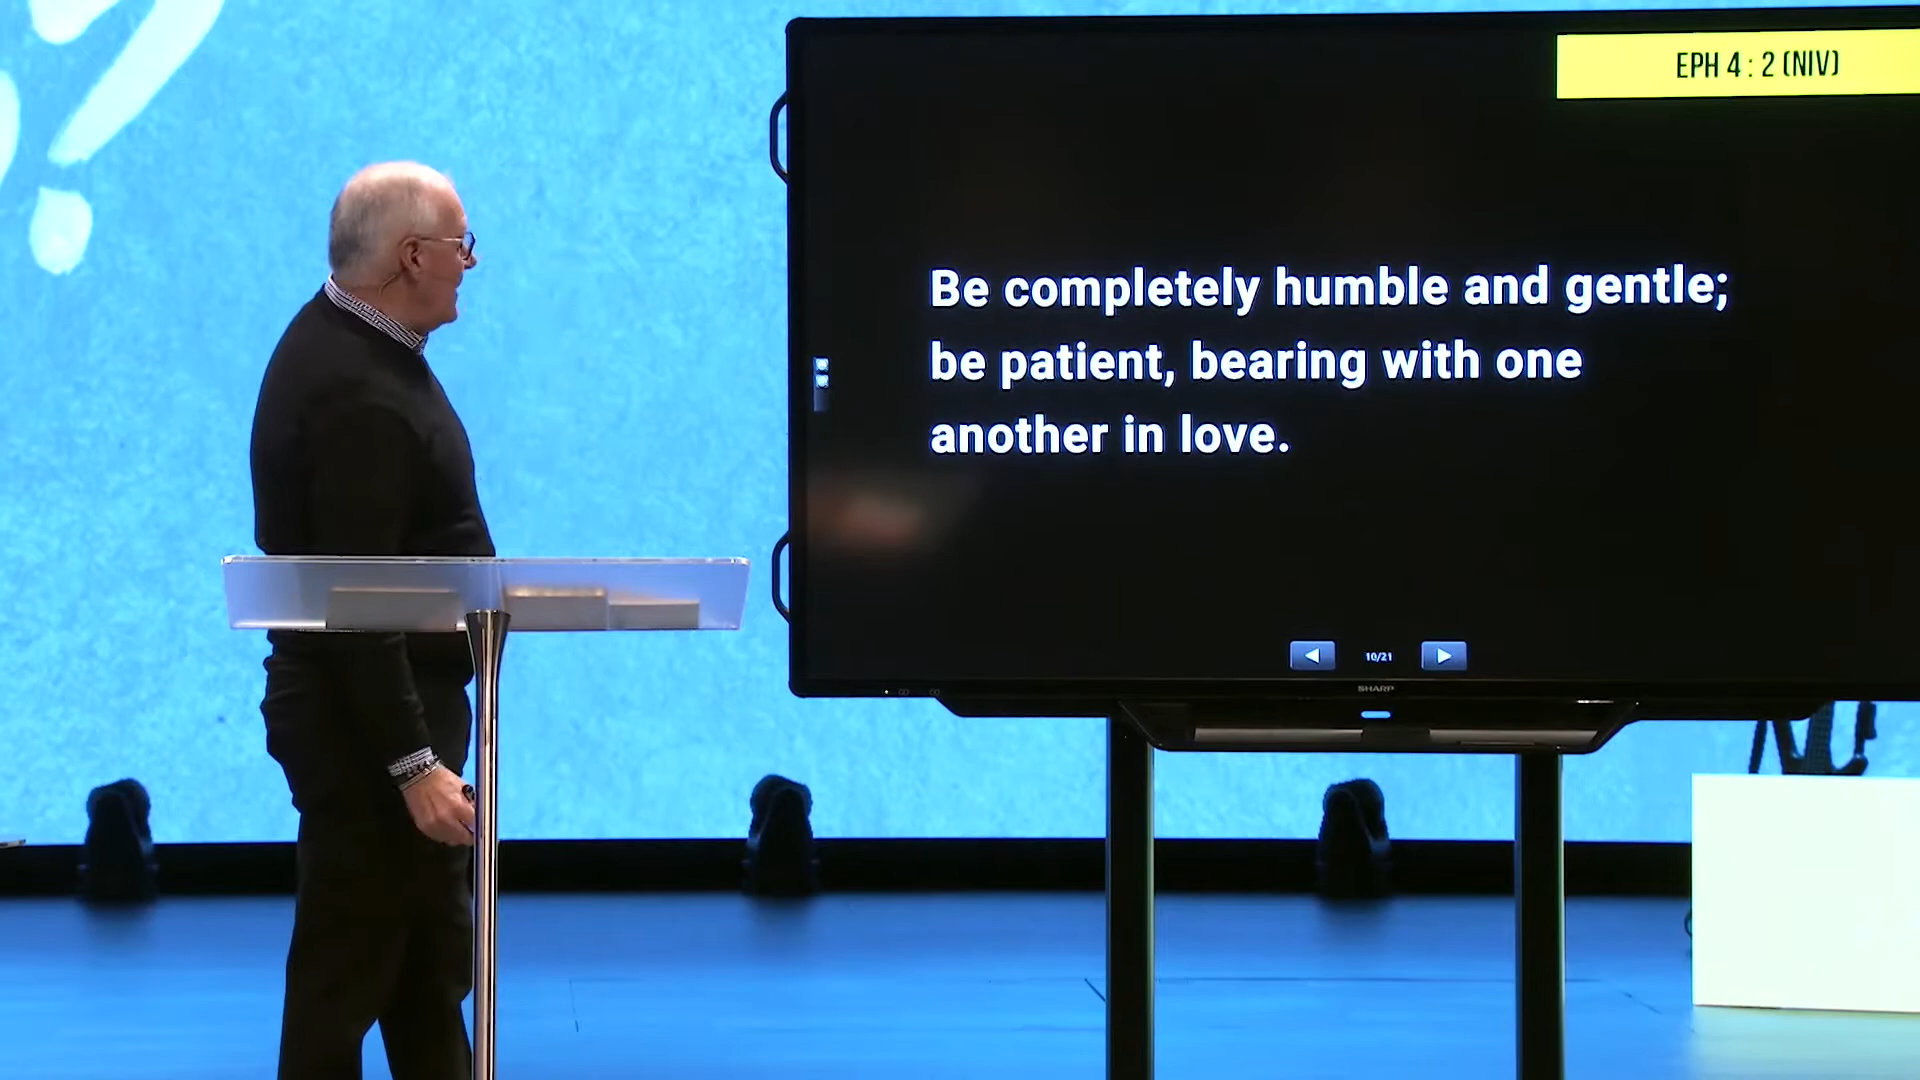 EPH 4 : 2 (NIV)
Be completely humble and gentle;
be patient, bearing with one
another in love.
10/21
SHARP